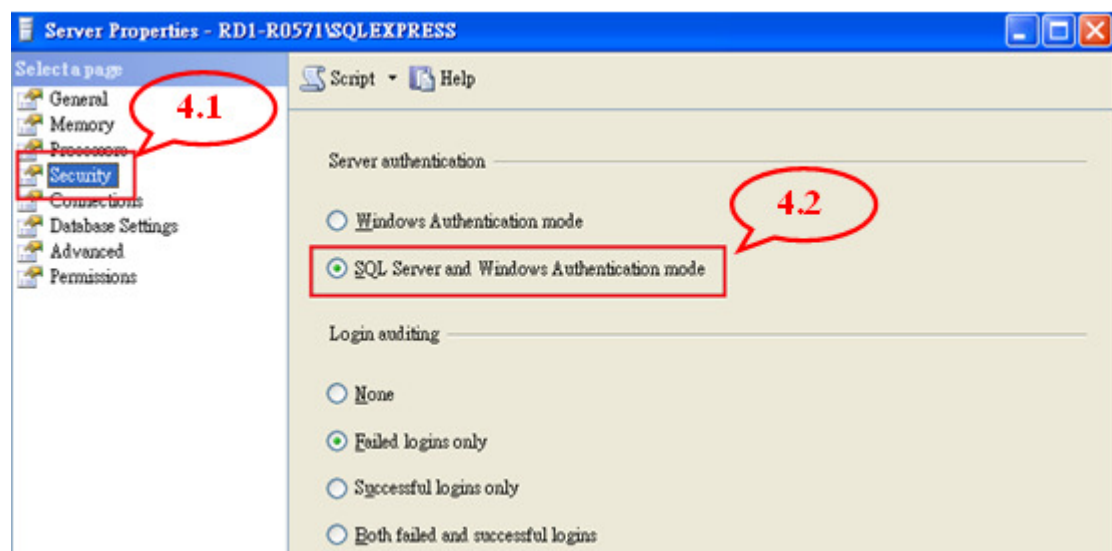 Server Properties - RD1-R0571\SQLEXPRESS
Select a page
General
Memory
Processors
Security
Connections
Database Settings
Advanced
Permissions
4.1
Script
Help
Server authentication
Windows Authentication mode
4.2
SQL Server and Windows Authentication mode
Login auditing
None
Failed logins only
Successful logins only
Both failed and successful logins